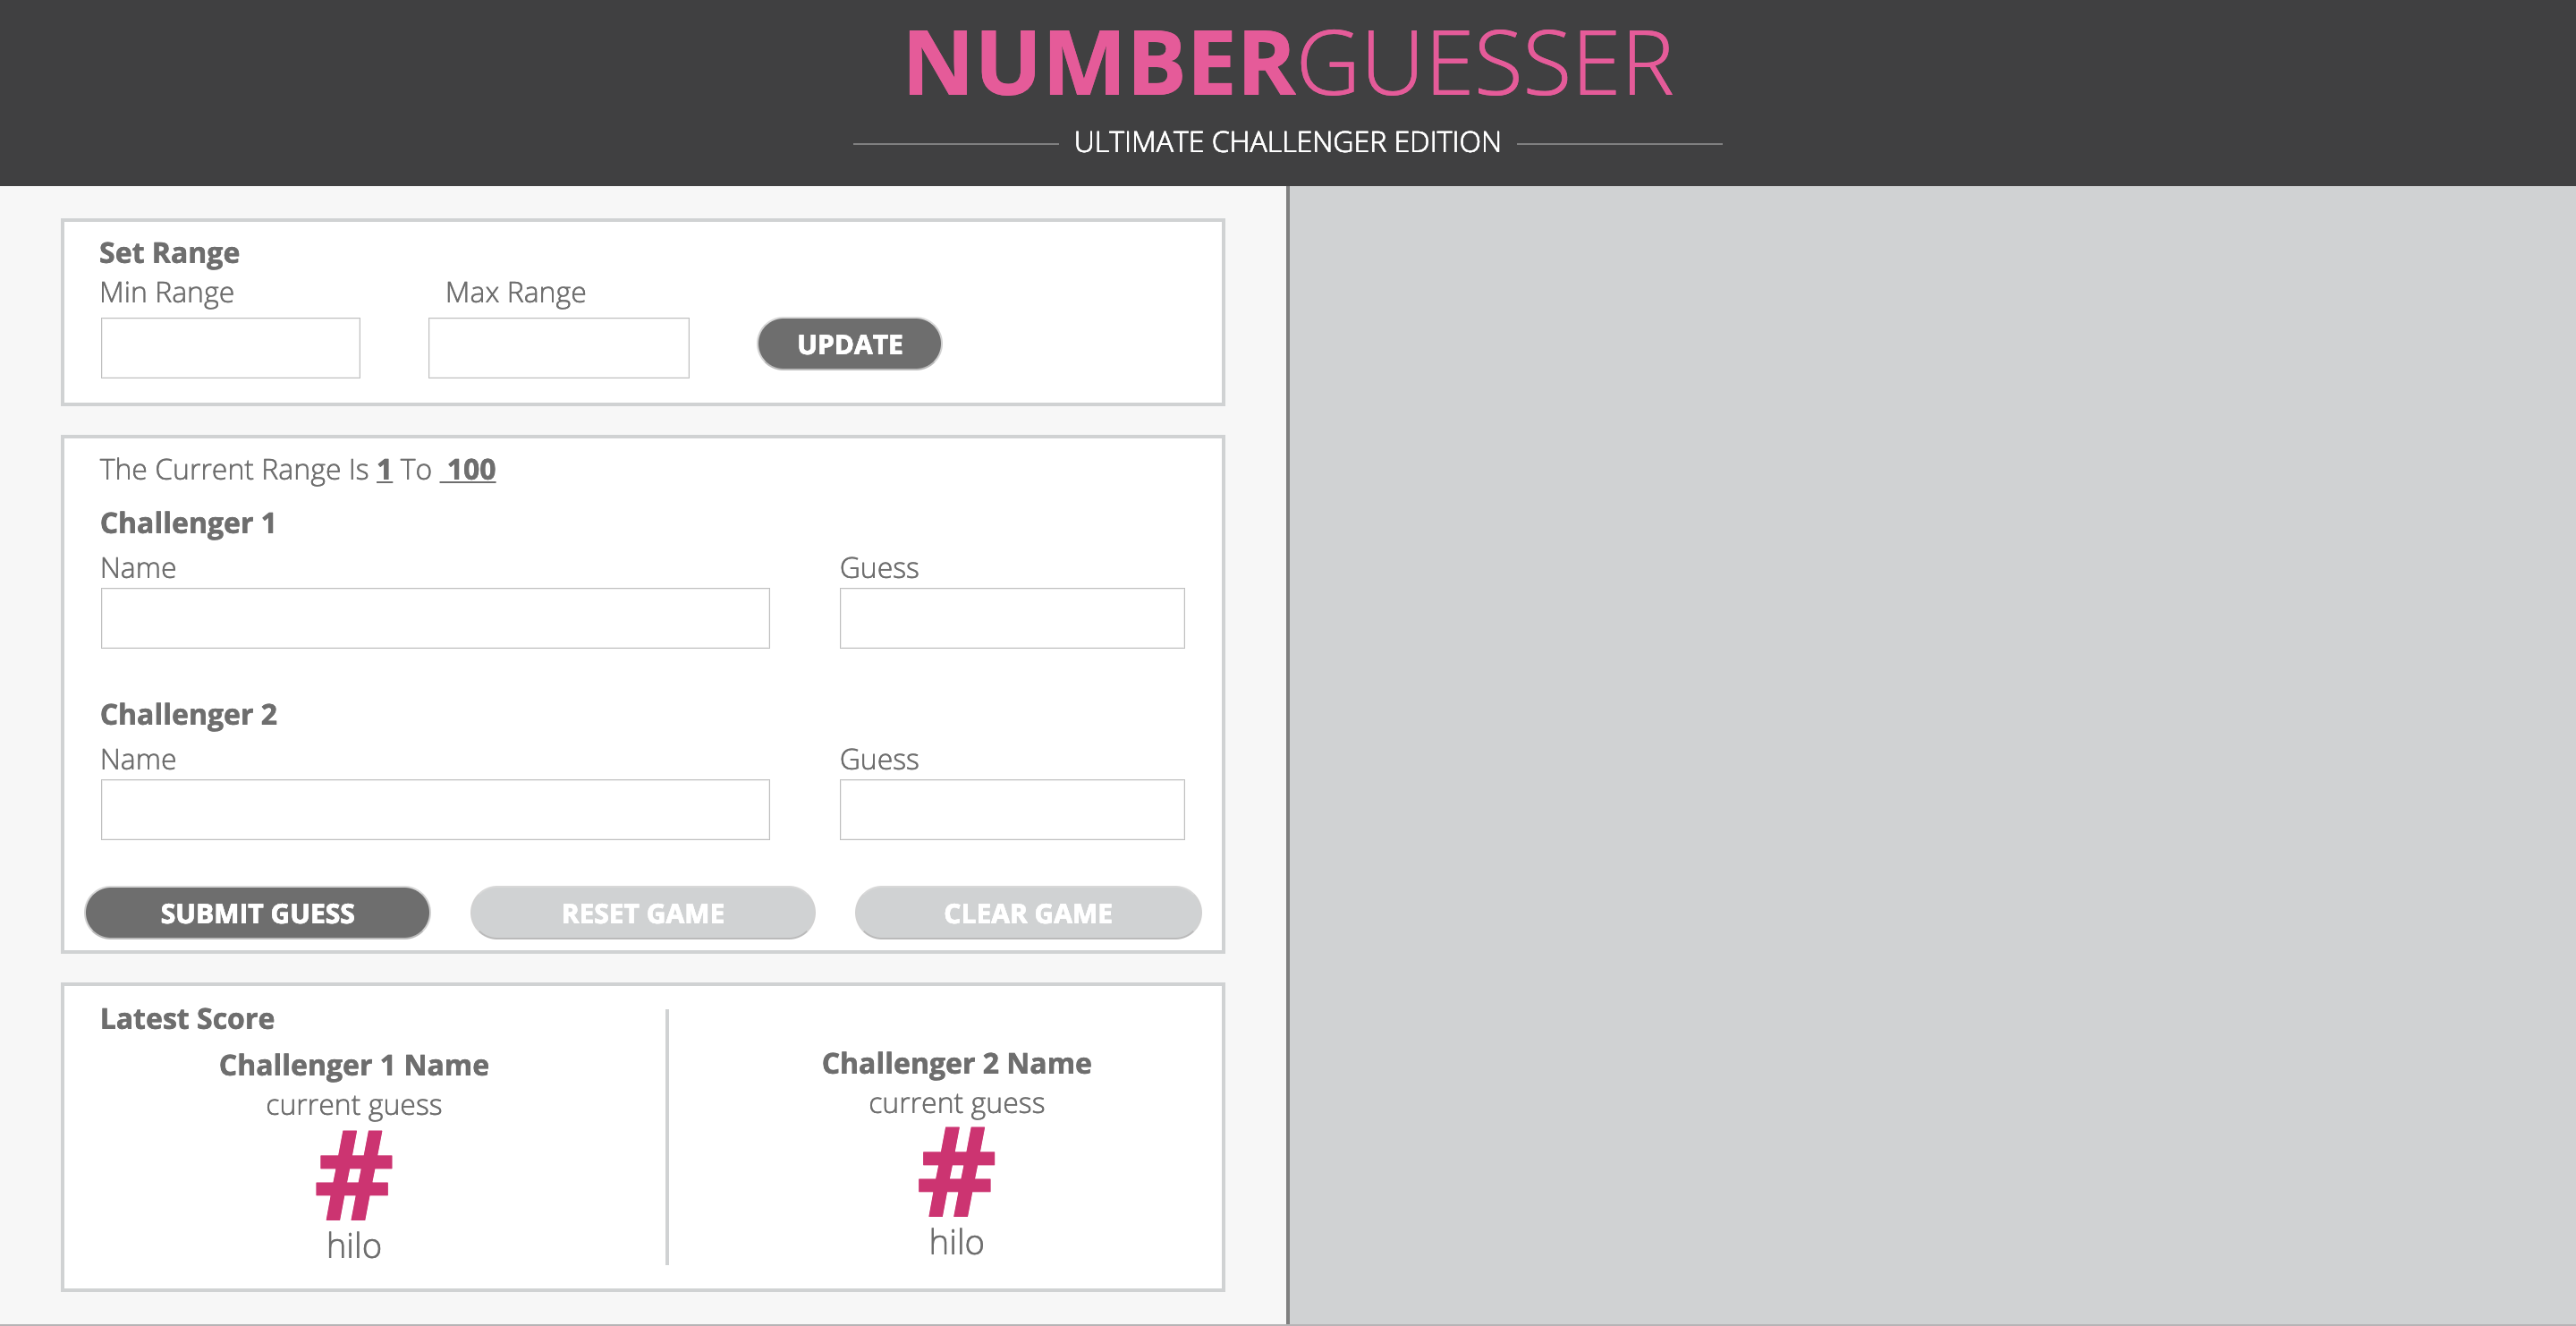 NUMBERGUESSER
ULTIMATE CHALLENGER EDITION
Set Range
Min Range Max Range
UPDATE
The Current Range Is 1 To 100
Challenger 1
Name Guess
Challenger 2
Name Guess
SUBMIT GUESS RESET GAME CLEAR GAME
Latest Score
Challenger 1 Name
current guess
#
hilo
Challenger 2 Name
current guess
#
hilo